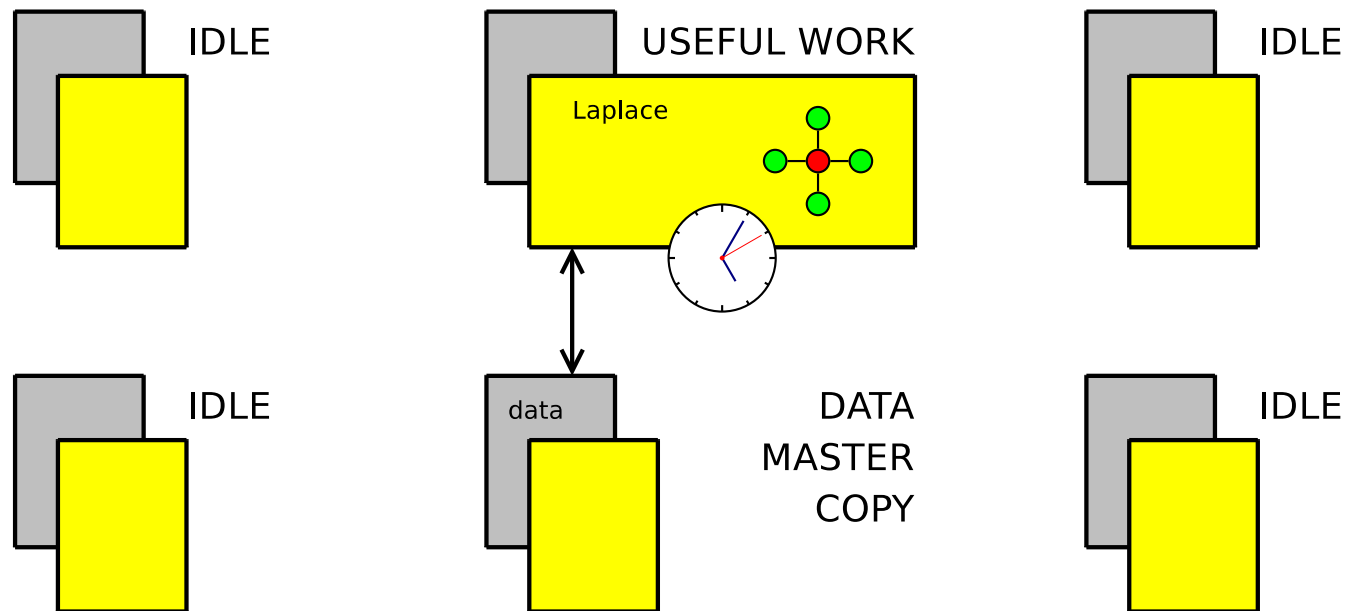 IDLE
USEFUL WORK
IDLE
Laplace
IDLE
data
DATA
MASTER
COPY
IDLE